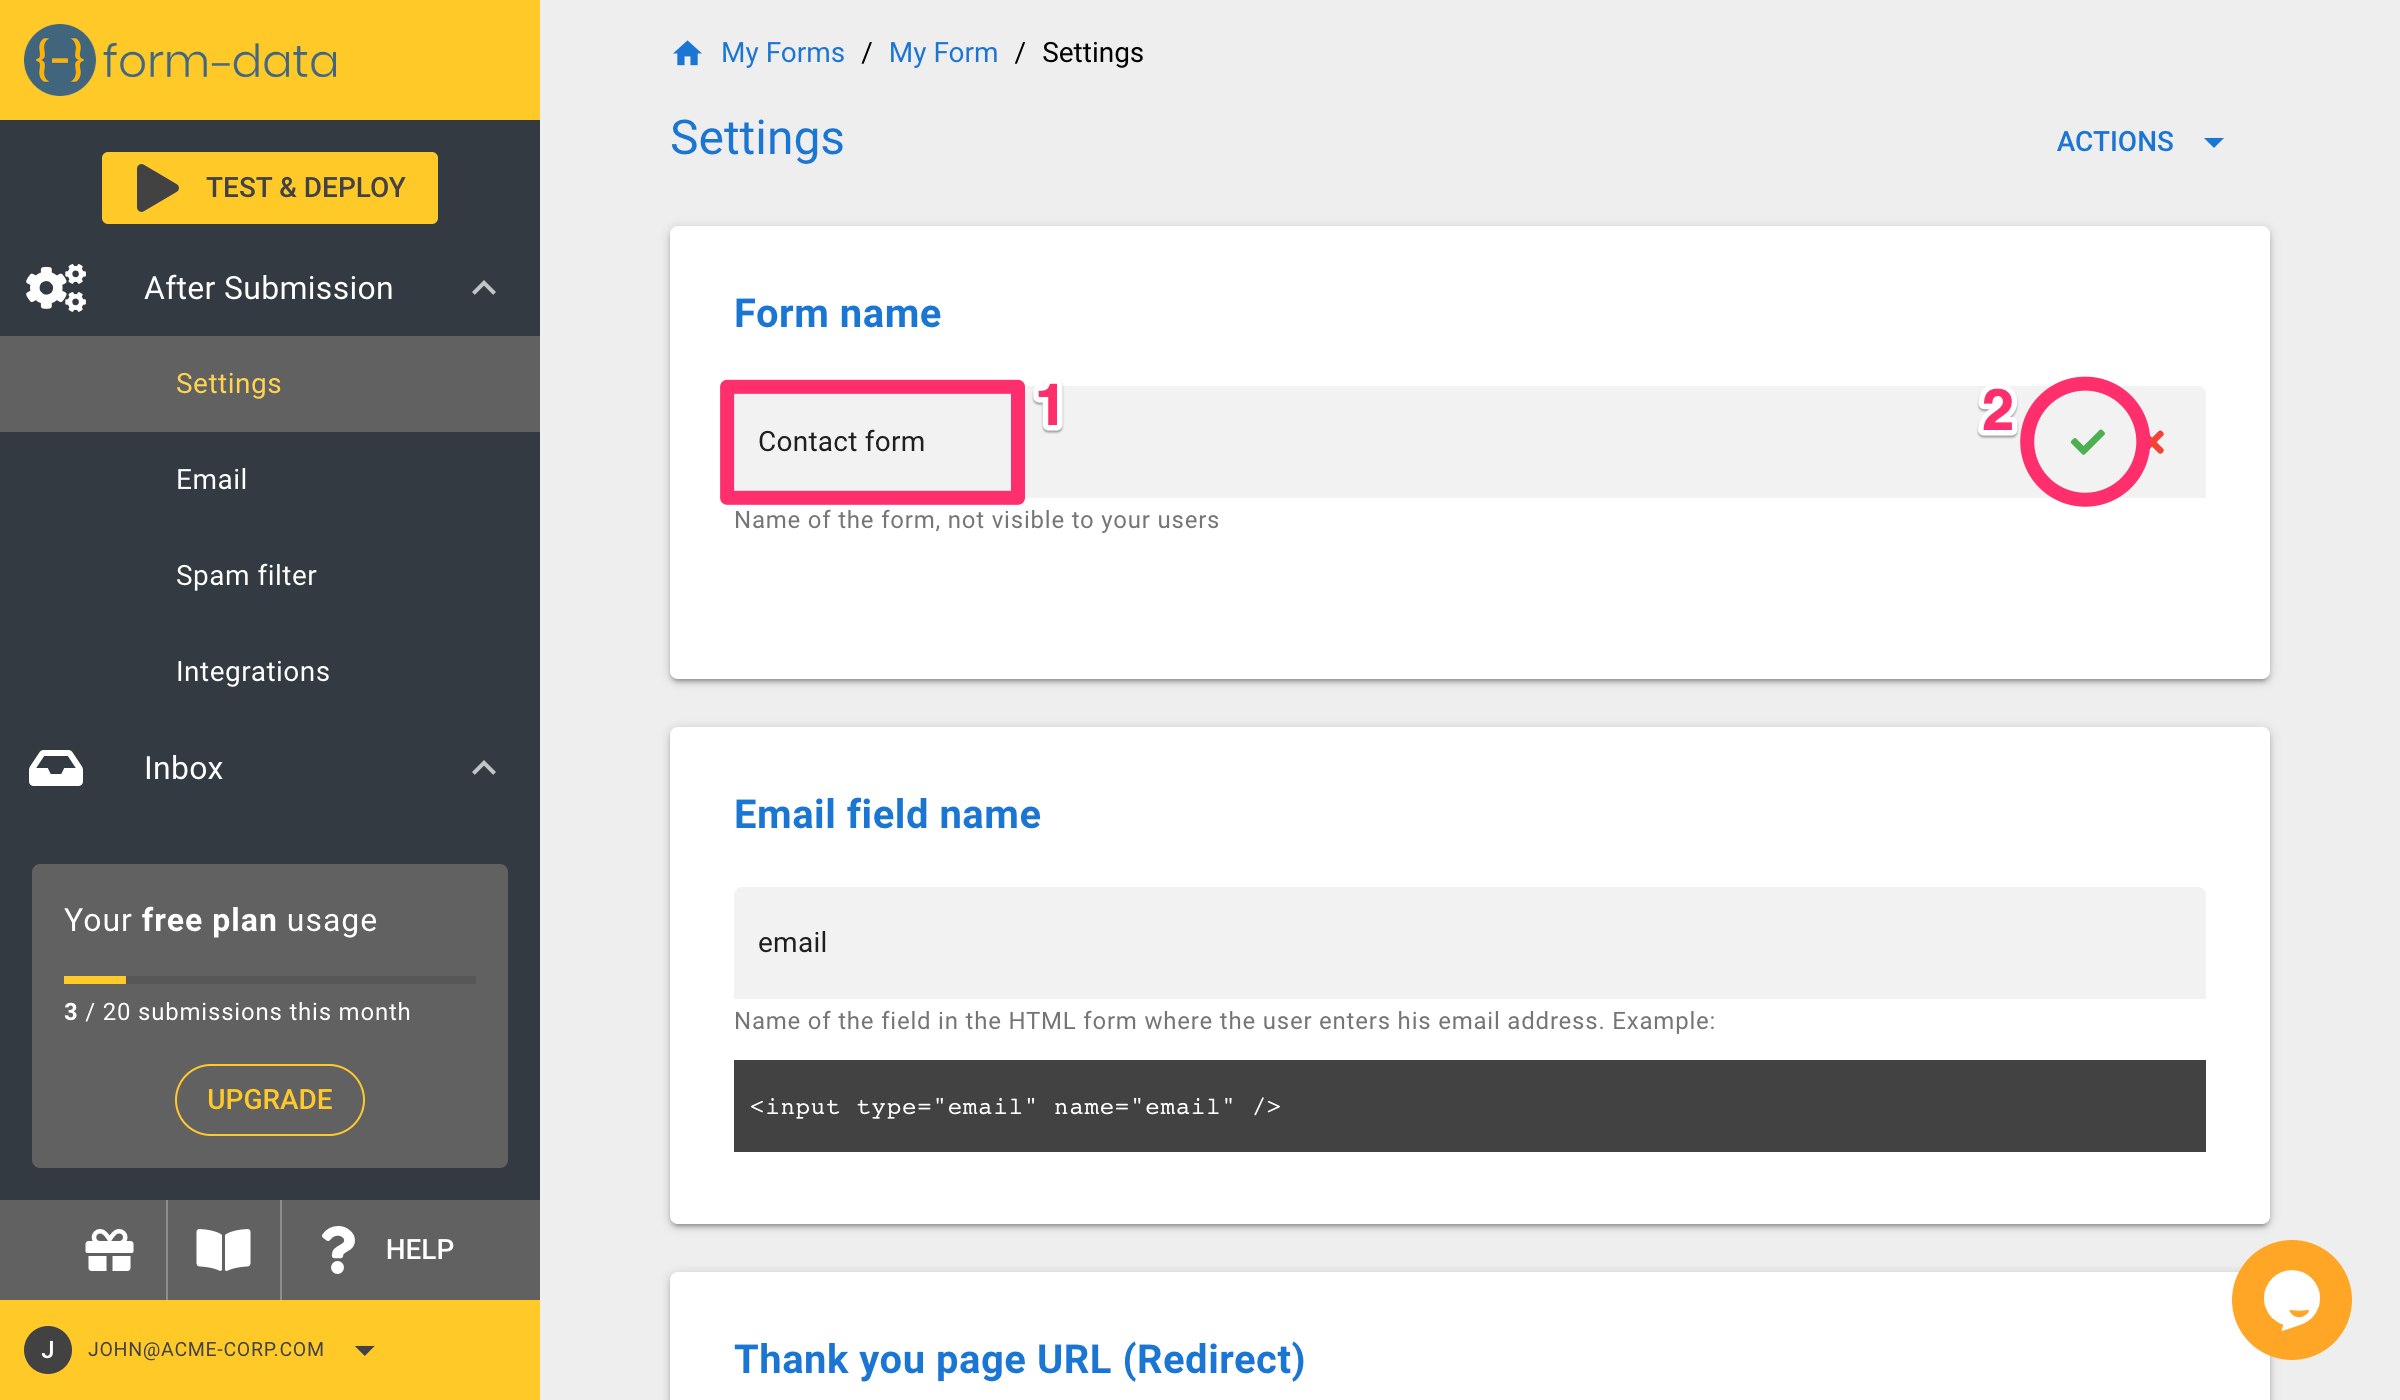 {-} form-data
TEST & DEPLOY
After Submission
Settings
Email
Spam filter
Integrations
Inbox
Your free plan usage
3 / 20 submissions this month
UPGRADE
? HELP
J JOHN@ACME-CORP.COM
My Forms / My Form / Settings
Settings
ACTIONS
Form name
Contact form
1
2
Name of the form, not visible to your users
Email field name
email
Name of the field in the HTML form where the user enters his email address. Example:
<input type="email" name="email" />
Thank you page URL (Redirect)